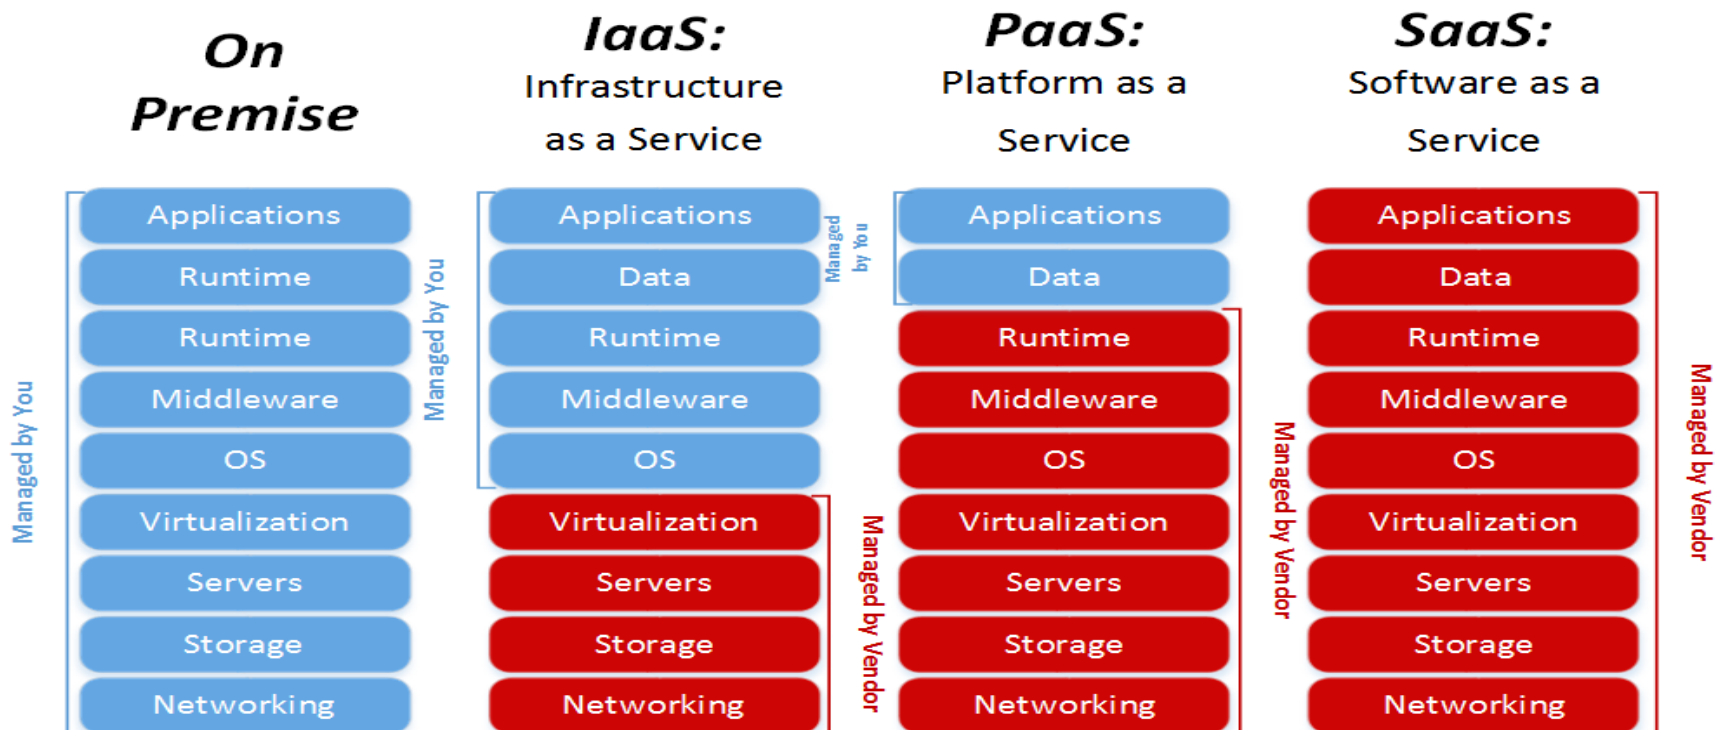 On
Premise
IaaS:
Infrastructure
as a Service
PaaS:
Platform as a
Service
SaaS:
Software as a
Service
Managed by You
Applications
Runtime
Runtime
Middleware
OS
Virtualization
Servers
Storage
Networking
Managed by You
Applications
Data
Runtime
Middleware
OS
Virtualization
Servers
Storage
Networking
Managed by Vendor
Managed
by You
Applications
Data
Runtime
Middleware
OS
Virtualization
Servers
Storage
Networking
Managed by Vendor
Applications
Data
Runtime
Middleware
OS
Virtualization
Servers
Storage
Networking
Managed by Vendor